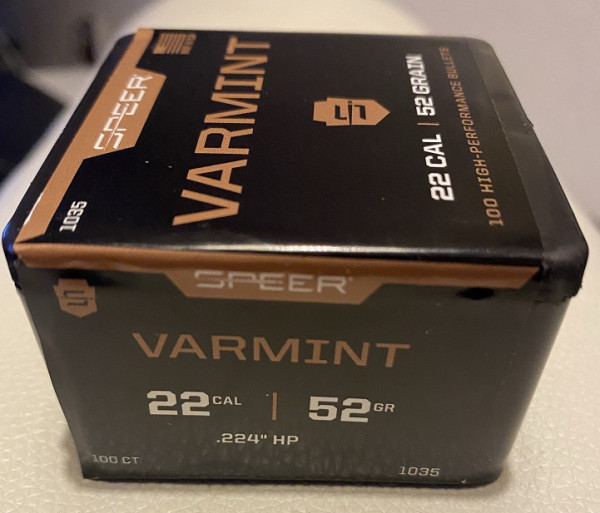 SPEER
VARMINT
22 CAL | 52 GRAIN
100 HIGH-PERFORMANCE BULLETS
1035
SPEER
VARMINT
22 CAL | 52 GR
.224" HP
100 CT
1035